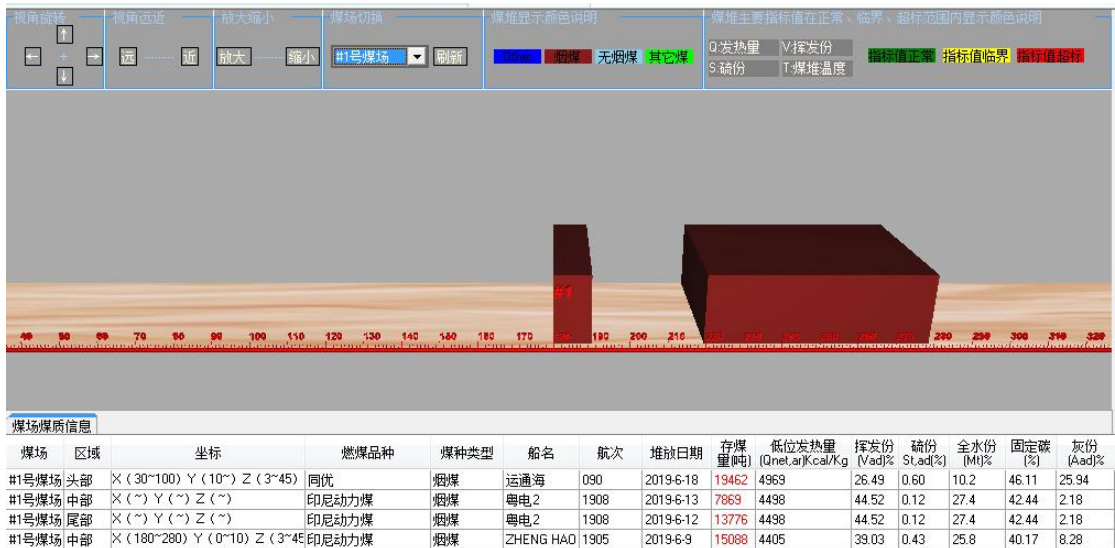 视角旋转 视角远近 放大缩小 煤场切换 煤堆显示颜色说明 煤堆主要指标值在正常、临界、超标范围内显示颜色说明
↑
← + → 远 近 放大 缩小 #1号煤场 刷新 Other 烟煤 无烟煤 其它煤 Q:发热量 V:挥发份 指标值正常 指标值临界 指标值超标
↓ S:硫份 T:煤堆温度
#1
70 80 90 100 110 120 130 140 150 160 170 190 200 210 280 290 300 310 320
煤场煤质信息
煤场 区域 坐标 燃煤品种 煤种类型 船名 航次 堆放日期 存煤量(吨) 低位发热量(Qnet,ar)Kcal/Kg 挥发份(Vad)% 硫份St,ad(%) 全水份(Mt)% 固定碳(%) 灰份(Aad)%
#1号煤场 头部 X (30~100) Y (10~) Z (3~45) 同优 烟煤 运通海 090 2019-6-18 19462 4969 26.49 0.60 10.2 46.11 25.94
#1号煤场 中部 X (~) Y (~) Z (~) 印尼动力煤 烟煤 粤电2 1908 2019-6-13 7869 4498 44.52 0.12 27.4 42.44 2.18
#1号煤场 尾部 X (~) Y (~) Z (~) 印尼动力煤 烟煤 粤电2 1908 2019-6-12 13776 4498 44.52 0.12 27.4 42.44 2.18
#1号煤场 中部 X (180~280) Y (0~10) Z (3~45 印尼动力煤 烟煤 ZHENG HAO 1905 2019-6-9 15088 4405 39.03 0.43 25.8 40.17 8.28